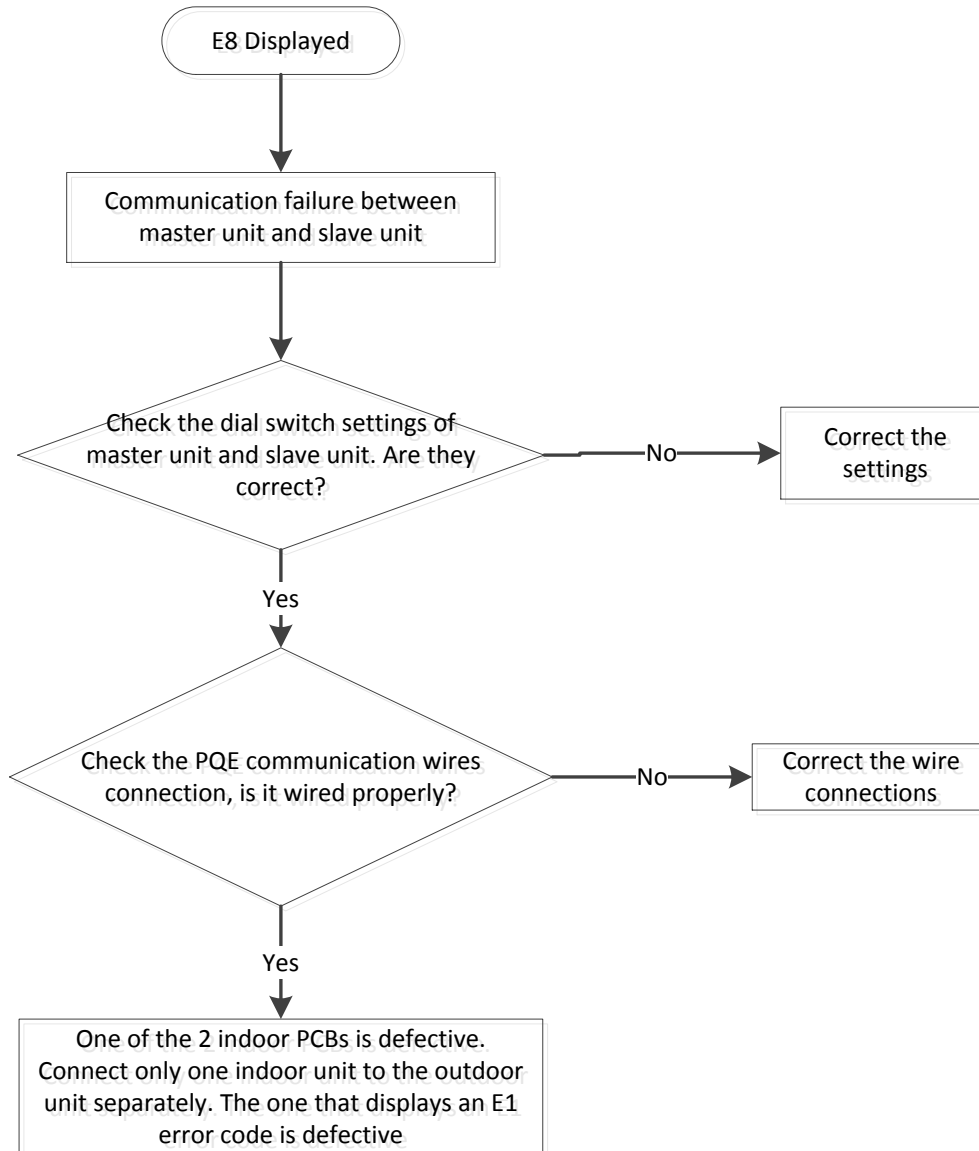 E8 Displayed
Communication failure between
master unit and slave unit
Check the dial switch settings of
master unit and slave unit. Are they
correct?
No
Correct the
settings
Yes
Check the PQE communication wires
connection, is it wired properly?
No
Correct the wire
connections
Yes
One of the 2 indoor PCBs is defective.
Connect only one indoor unit to the outdoor
unit separately. The one that displays an E1
error code is defective